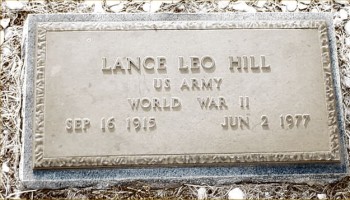 LANCE LEO HILL
US ARMY
WORLD WAR II
SEP 16 1915 JUN 2 1977